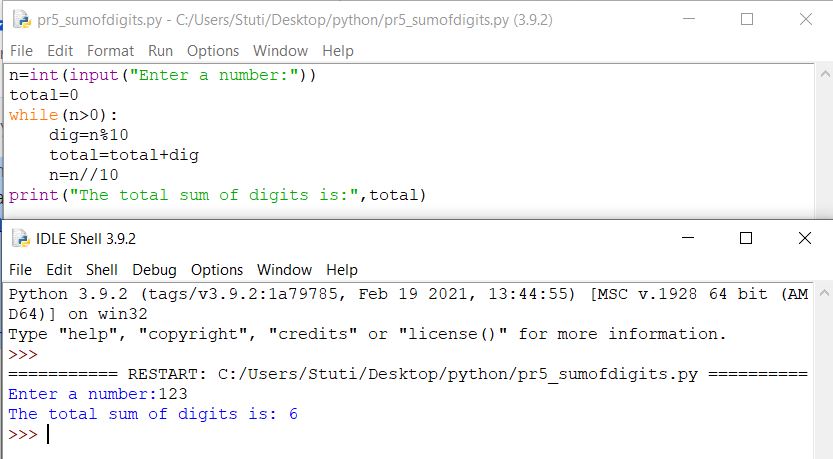 pr5_sumofdigits.py - C:/Users/Stuti/Desktop/python/pr5_sumofdigits.py (3.9.2)
File Edit Format Run Options Window Help
n=int(input("Enter a number:"))
total=0
while(n>0):
    dig=n%10
    total=total+dig
    n=n//10
print("The total sum of digits is:",total)
IDLE Shell 3.9.2
File Edit Shell Debug Options Window Help
Python 3.9.2 (tags/v3.9.2:1a79785, Feb 19 2021, 13:44:55) [MSC v.1928 64 bit (AM
D64)] on win32
Type "help", "copyright", "credits" or "license()" for more information.
>>>
=========== RESTART: C:/Users/Stuti/Desktop/python/pr5_sumofdigits.py ==========
Enter a number:123
The total sum of digits is: 6
>>>